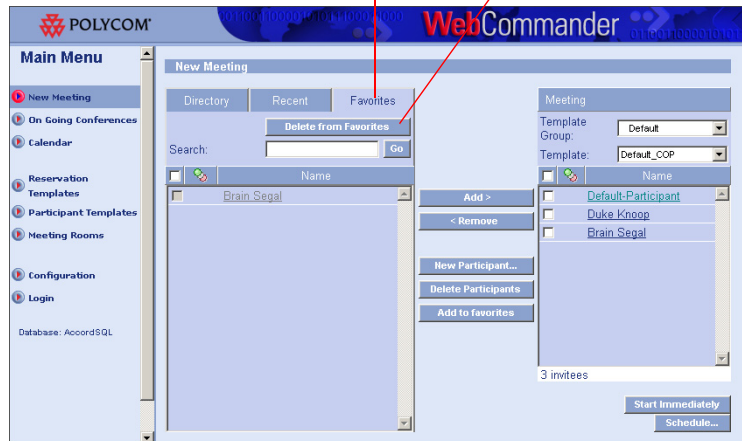 POLYCOM
WebCommander
Main Menu
New Meeting
On Going Conferences
Calendar
Reservation
Templates
Participant Templates
Meeting Rooms
Configuration
Login
Database: AccordSQL
New Meeting
Directory
Recent
Favorites
Delete from Favorites
Search:
Go
Name
Brain Segal
Add >
< Remove
New Participant...
Delete Participants
Add to favorites
Meeting
Template
Group:
Default
Template:
Default_COP
Name
Default-Participant
Duke Knoop
Brain Segal
3 invitees
Start Immediately
Schedule...